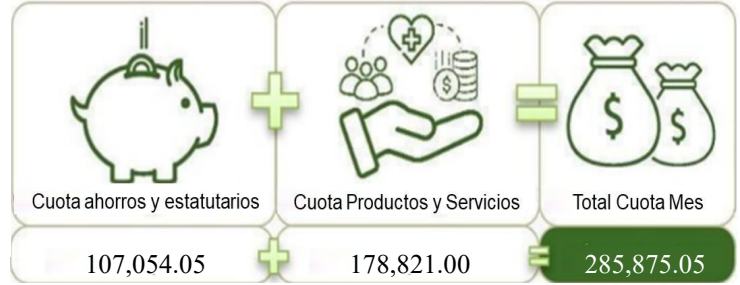 Cuota ahorros y estatutarios
Cuota Productos y Servicios
Total Cuota Mes
107,054.05
178,821.00
285,875.05